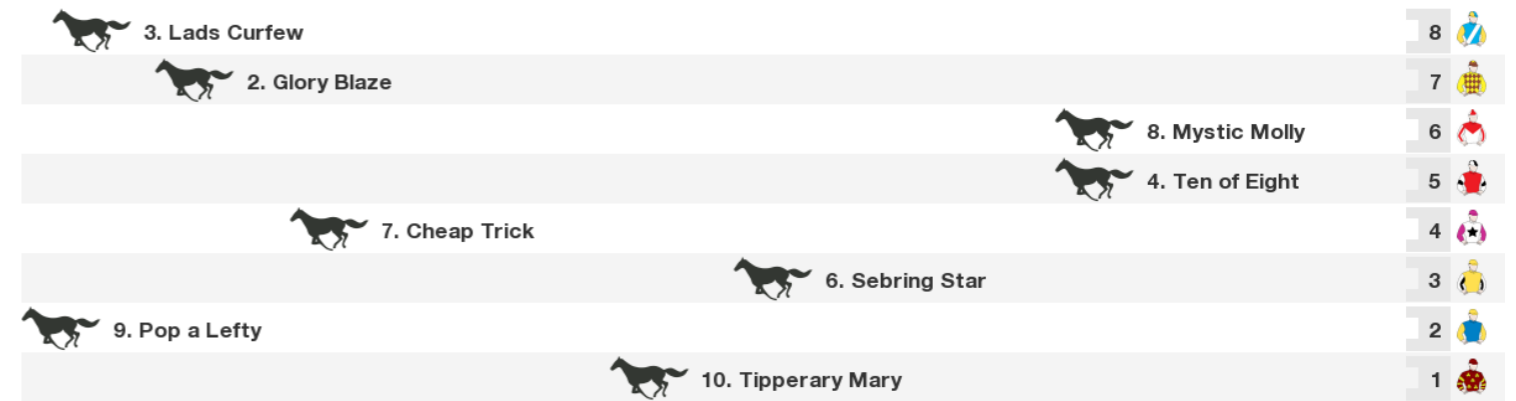 3. Lads Curfew 8
2. Glory Blaze 7
8. Mystic Molly 6
4. Ten of Eight 5
7. Cheap Trick 4
6. Sebring Star 3
9. Pop a Lefty 2
10. Tipperary Mary 1